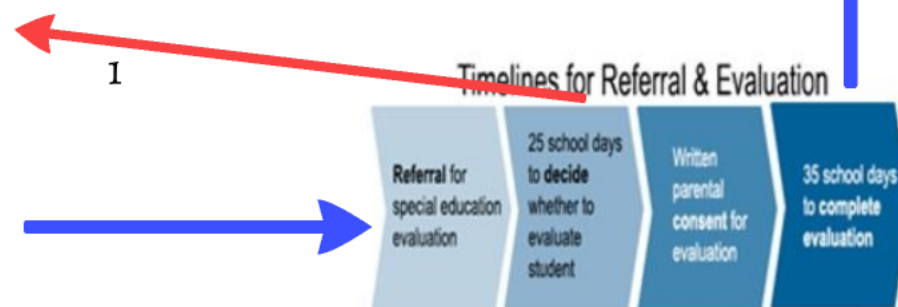 1
Timelines for Referral & Evaluation
Referral for
special education
evaluation
25 school days
to decide
whether to
evaluate
student
Written
parental
consent for
evaluation
35 school days
to complete
evaluation